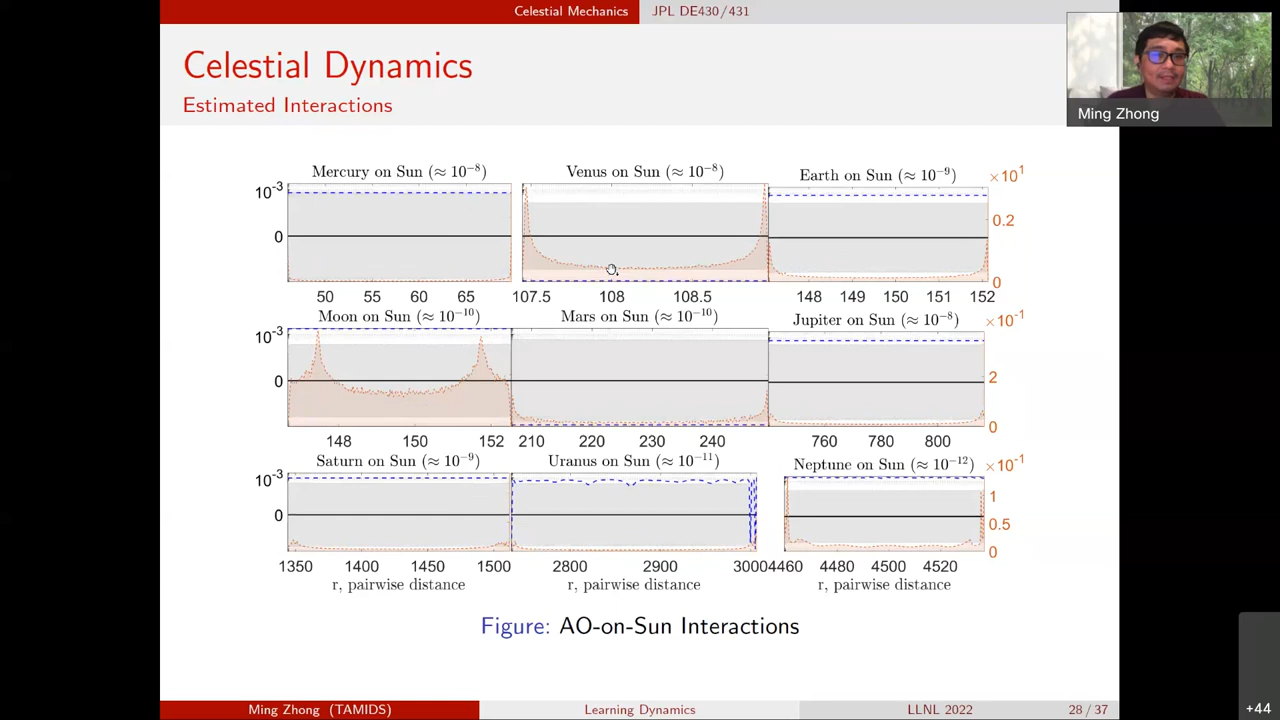 Celestial Mechanics JPL DE430/431
Celestial Dynamics
Estimated Interactions
Ming Zhong
Mercury on Sun (≈ 10⁻⁸) Venus on Sun (≈ 10⁻⁸) Earth on Sun (≈ 10⁻⁹) ×10¹
10⁻³ 0.2
0 0
50 55 60 65 107.5 108 108.5 148 149 150 151 152
Moon on Sun (≈ 10⁻¹⁰) Mars on Sun (≈ 10⁻¹⁰) Jupiter on Sun (≈ 10⁻⁸) ×10⁻¹
10⁻³ 2
0 0
148 150 152 210 220 230 240 760 780 800
Saturn on Sun (≈ 10⁻⁹) Uranus on Sun (≈ 10⁻¹¹) Neptune on Sun (≈ 10⁻¹²) ×10⁻¹
10⁻³ 1
0 0.5
0
1350 1400 1450 1500 2800 2900 3000 4460 4480 4500 4520
r, pairwise distance r, pairwise distance r, pairwise distance
Figure: AO-on-Sun Interactions
Ming Zhong (TAMIDS) Learning Dynamics LLNL 2022 28 / 37
+44